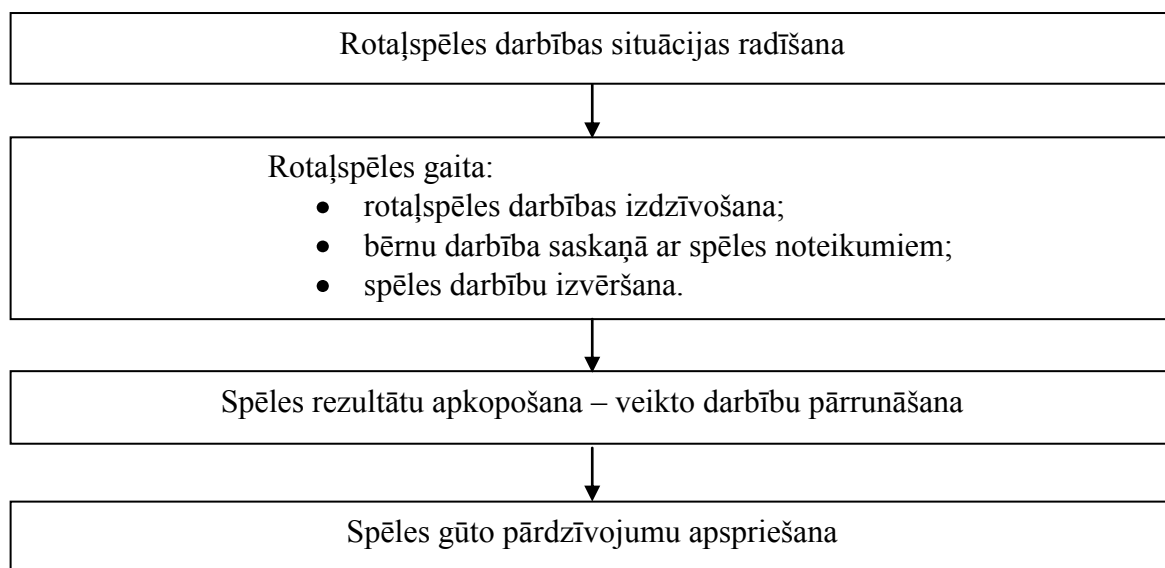 Rotaļspēles darbības situācijas radīšana
Rotaļspēles gaita:
• rotaļspēles darbības izdzīvošana;
• bērnu darbība saskaņā ar spēles noteikumiem;
• spēles darbību izvēršana.
Spēles rezultātu apkopošana – veikto darbību pārrunāšana
Spēles gūto pārdzīvojumu apspriešana